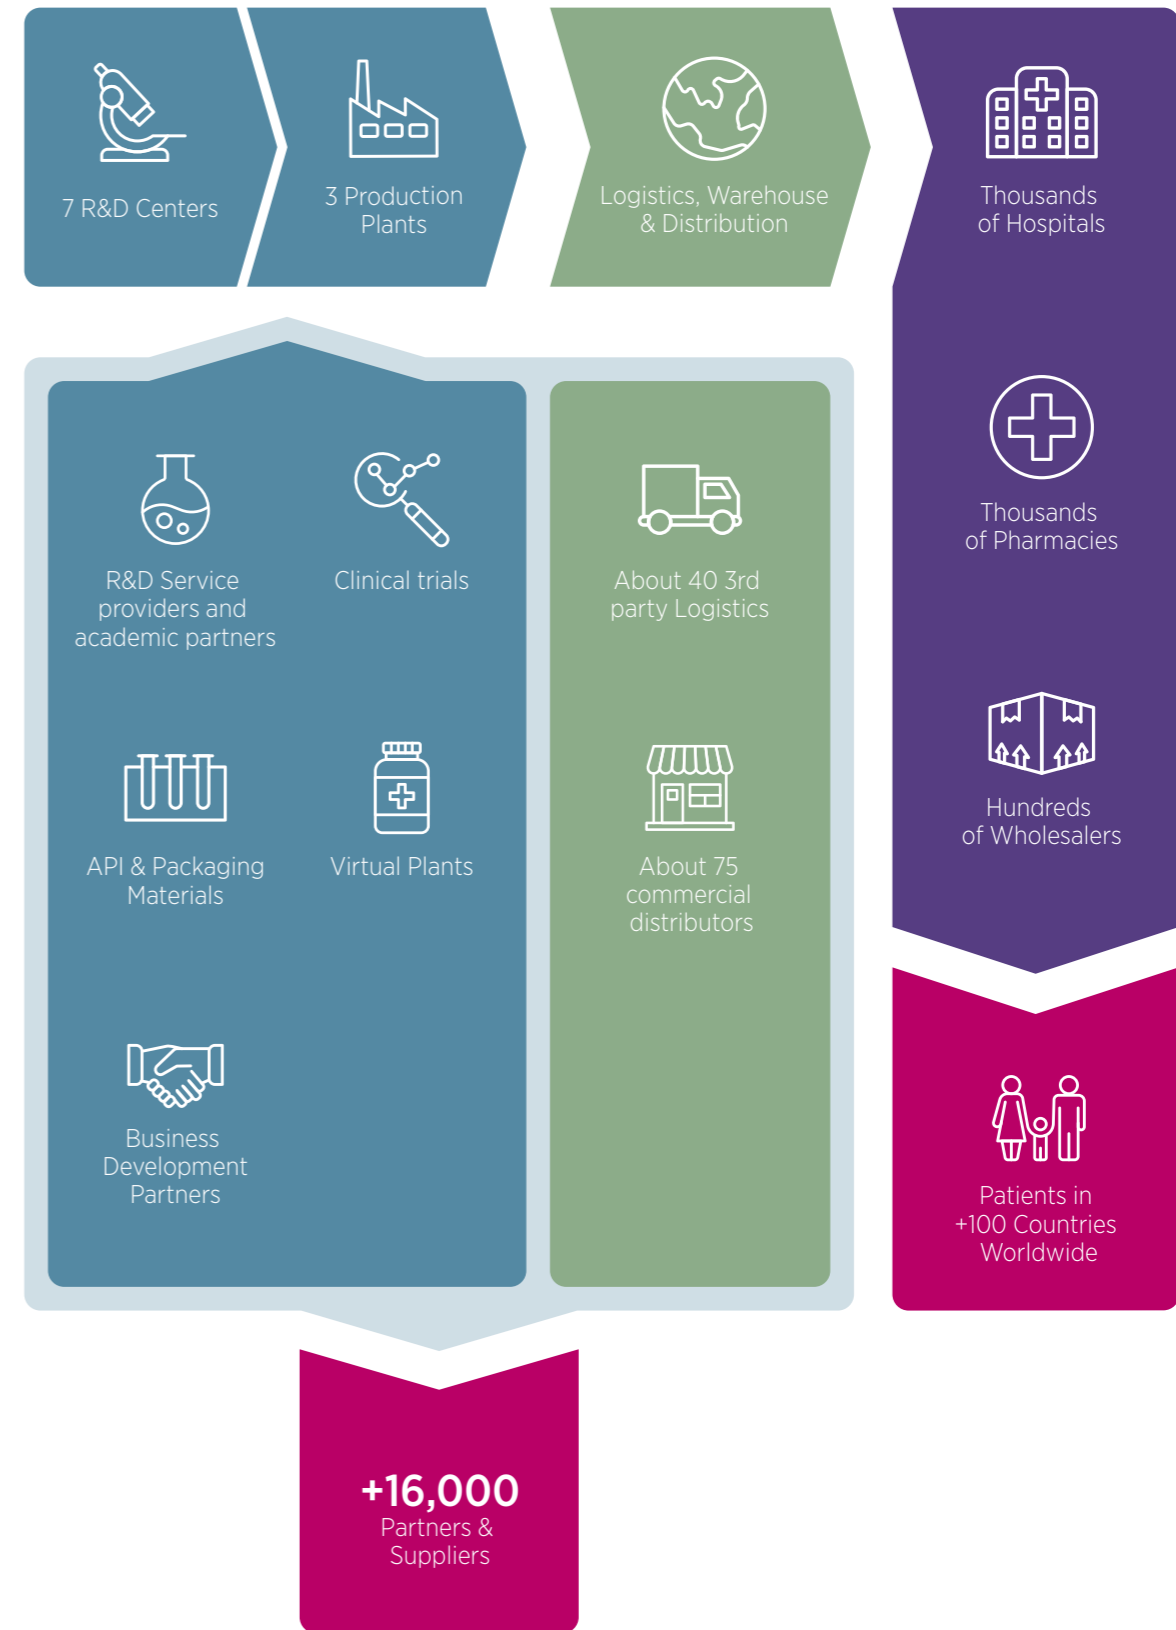 7 R&D Centers
3 Production
Plants
Logistics, Warehouse
& Distribution
Thousands
of Hospitals
Thousands
of Pharmacies
Hundreds
of Wholesalers
Patients in
+100 Countries
Worldwide
R&D Service
providers and
academic partners
Clinical trials
API & Packaging
Materials
Virtual Plants
Business
Development
Partners
About 40 3rd
party Logistics
About 75
commercial
distributors
+16,000
Partners &
Suppliers